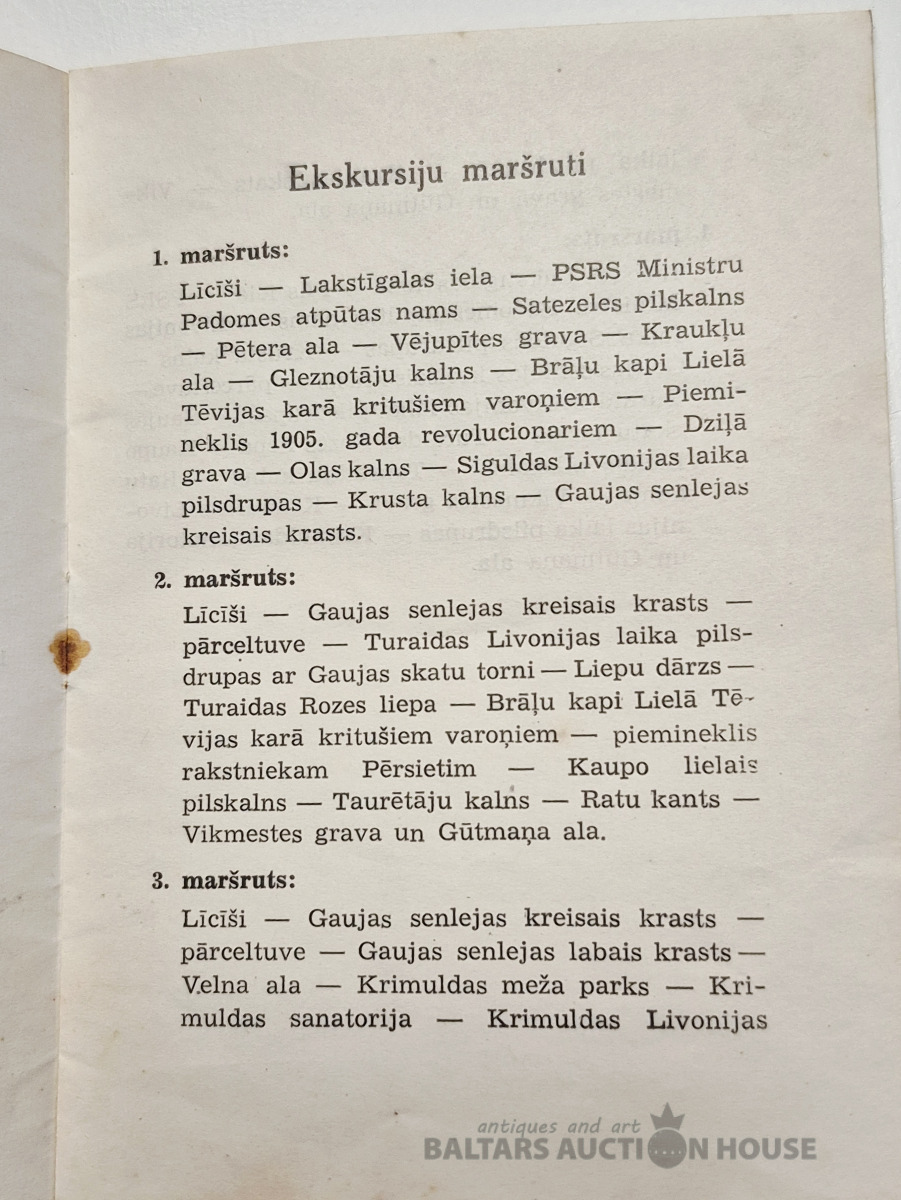 Ekskursiju maršruti
1. maršruts:
Līcīši — Lakstīgalas iela — PSRS Ministru
Padomes atpūtas nams — Satezeles pilskalns
— Pētera ala — Vējupītes grava — Kraukļu
ala — Gleznotāju kalns — Brāļu kapi Lielā
Tēvijas karā kritušiem varoņiem — Piemi-
neklis 1905. gada revolucionariem — Dziļā
grava — Olas kalns — Siguldas Livonijas laika
pilsdrupas — Krusta kalns — Gaujas senlejas
kreisais krasts.
2. maršruts:
Līcīši — Gaujas senlejas kreisais krasts —
pārceltuve — Turaidas Livonijas laika pils-
drupas ar Gaujas skatu torni — Liepu dārzs —
Turaidas Rozes liepa — Brāļu kapi Lielā Tē-
vijas karā kritušiem varoņiem — piemineklis
rakstniekam Pērsietim — Kaupo lielais
pilskalns — Taurētāju kalns — Ratu kants —
Vikmestes grava un Gūtmaņa ala.
3. maršruts:
Līcīši — Gaujas senlejas kreisais krasts —
pārceltuve — Gaujas senlejas labais krasts —
Velna ala — Krimuldas meža parks — Kri-
muldas sanatorija — Krimuldas Livonijas
antiques and art
BALTARS AUCTION HOUSE